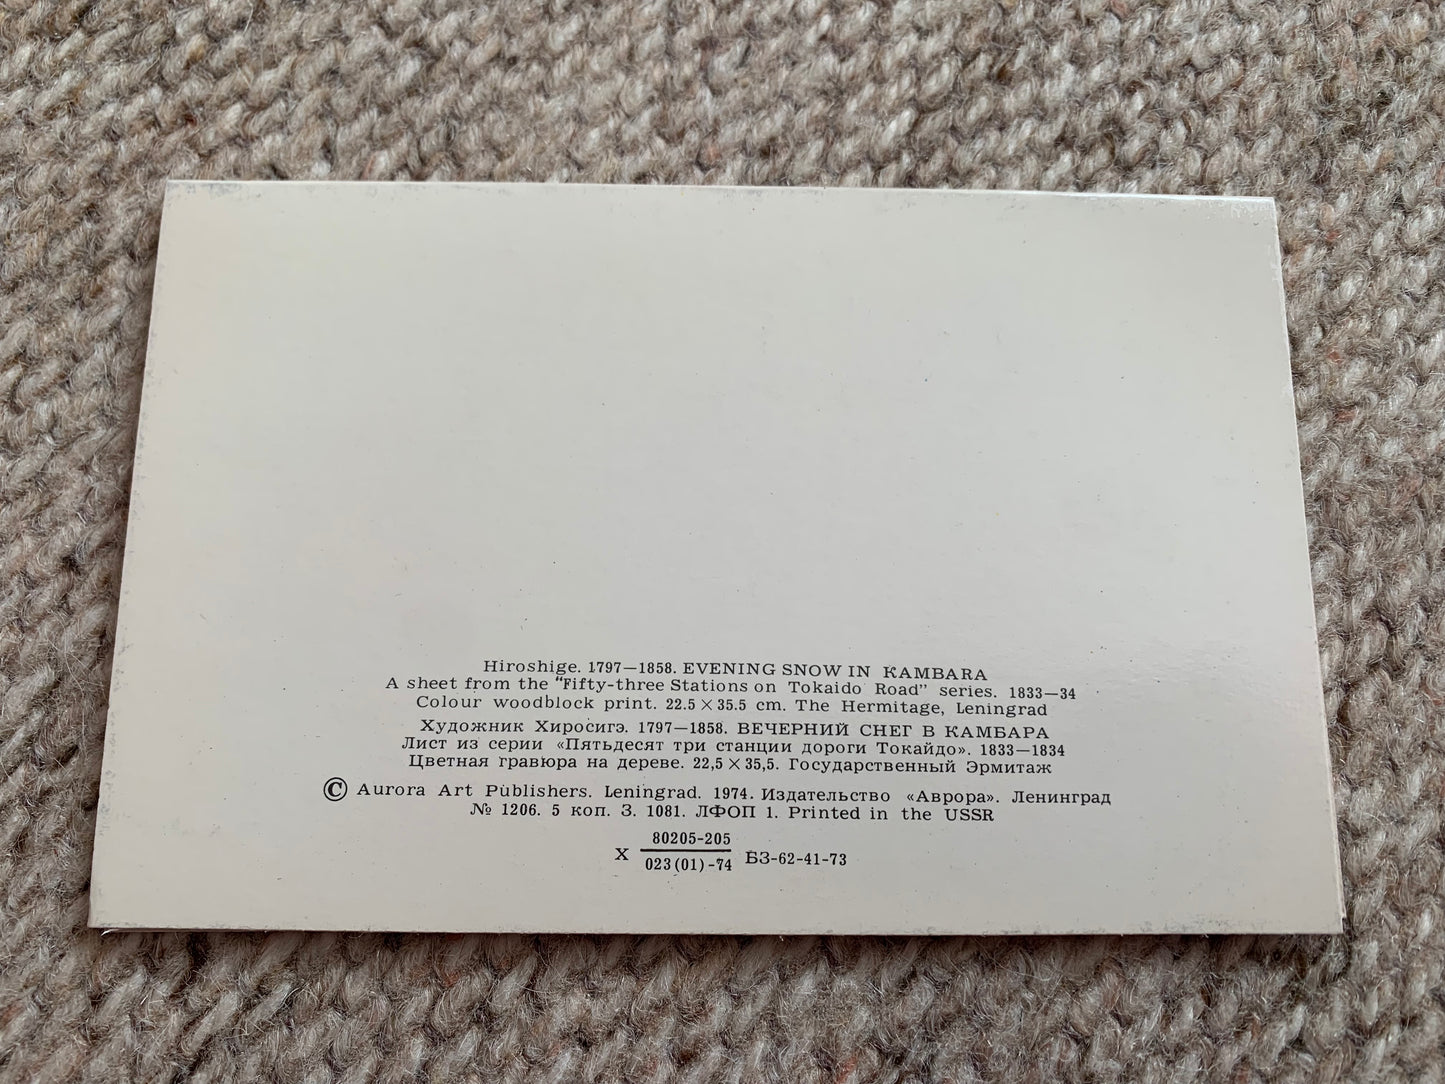 Hiroshige. 1797—1858. EVENING SNOW IN KAMBARA
A sheet from the "Fifty-three Stations on Tokaido Road" series. 1833—34
Colour woodblock print. 22.5 × 35.5 cm. The Hermitage, Leningrad
Художник Хиросигэ. 1797—1858. ВЕЧЕРНИЙ СНЕГ В КАМБАРА
Лист из серии «Пятьдесят три станции дороги Токайдо». 1833—1834
Цветная гравюра на дереве. 22,5 × 35,5. Государственный Эрмитаж
© Aurora Art Publishers. Leningrad. 1974. Издательство «Аврора». Ленинград
№ 1206. 5 коп. З. 1081. ЛФОП 1. Printed in the USSR
80205-205
Х БЗ-62-41-73
023(01)-74